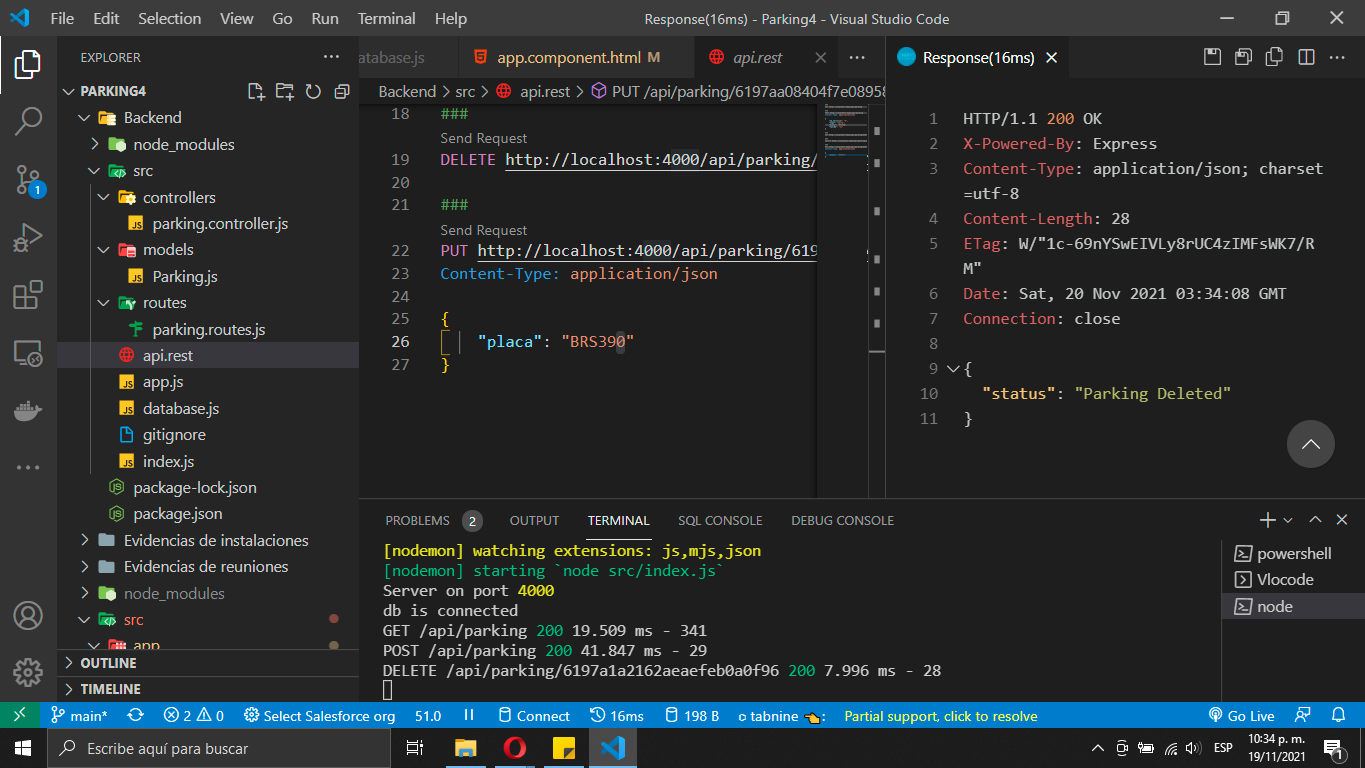 File Edit Selection View Go Run Terminal Help
Response(16ms) - Parking4 - Visual Studio Code
EXPLORER
PARKING4
Backend
node_modules
src
controllers
JS parking.controller.js
models
JS Parking.js
routes
parking.routes.js
api.rest
JS app.js
JS database.js
gitignore
JS index.js
package-lock.json
package.json
Evidencias de instalaciones
Evidencias de reuniones
node_modules
src
app
OUTLINE
TIMELINE
1
atabase.js
app.component.html M
api.rest
Backend > src > api.rest > PUT /api/parking/6197aa08404f7e08958
18 ###
Send Request
19 DELETE http://localhost:4000/api/parking/
20
21 ###
Send Request
22 PUT http://localhost:4000/api/parking/619
23 Content-Type: application/json
24
25 {
26 "placa": "BRS390"
27 }
Response(16ms)
1 HTTP/1.1 200 OK
2 X-Powered-By: Express
3 Content-Type: application/json; charset
=utf-8
4 Content-Length: 28
5 ETag: W/"1c-69nYSwEIVLy8rUC4zIMFsWK7/R
M"
6 Date: Sat, 20 Nov 2021 03:34:08 GMT
7 Connection: close
8
9 {
10 "status": "Parking Deleted"
11 }
PROBLEMS 2 OUTPUT TERMINAL SQL CONSOLE DEBUG CONSOLE
[nodemon] watching extensions: js,mjs,json
[nodemon] starting `node src/index.js`
Server on port 4000
db is connected
GET /api/parking 200 19.509 ms - 341
POST /api/parking 200 41.847 ms - 29
DELETE /api/parking/6197a1a2162aeaefeb0a0f96 200 7.996 ms - 28
powershell
Vlocode
node
main* 2 0 Select Salesforce org 51.0 Connect 16ms 198 B tabnine Partial support, click to resolve Go Live
Escribe aquí para buscar
ESP
10:34 p. m.
19/11/2021
1